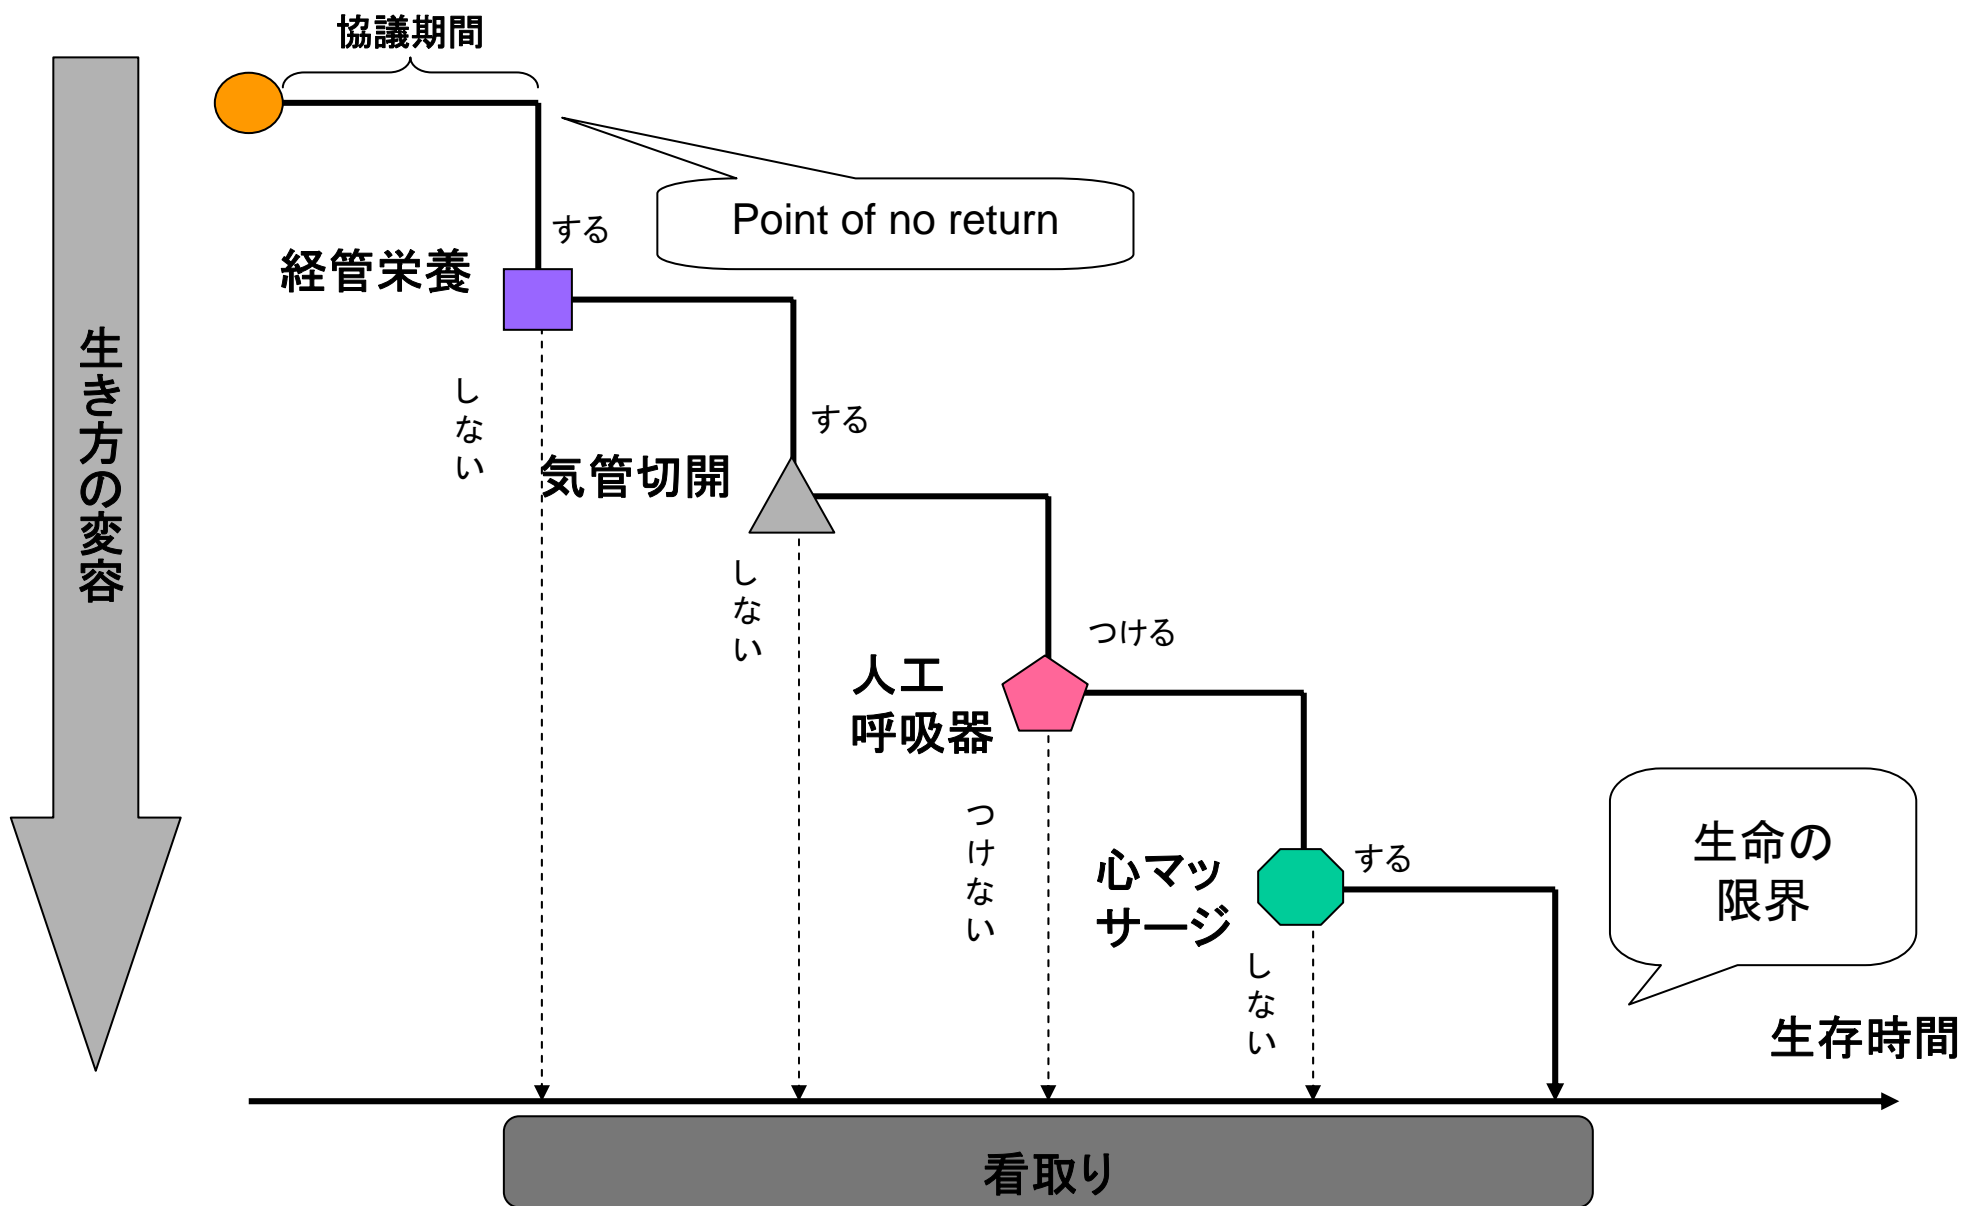 協議期間
Point of no return
する
経管栄養
生き方の変容
しない
する
気管切開
しない
つける
人工
呼吸器
つけない
する
心マッ
サージ
しない
生命の
限界
生存時間
看取り